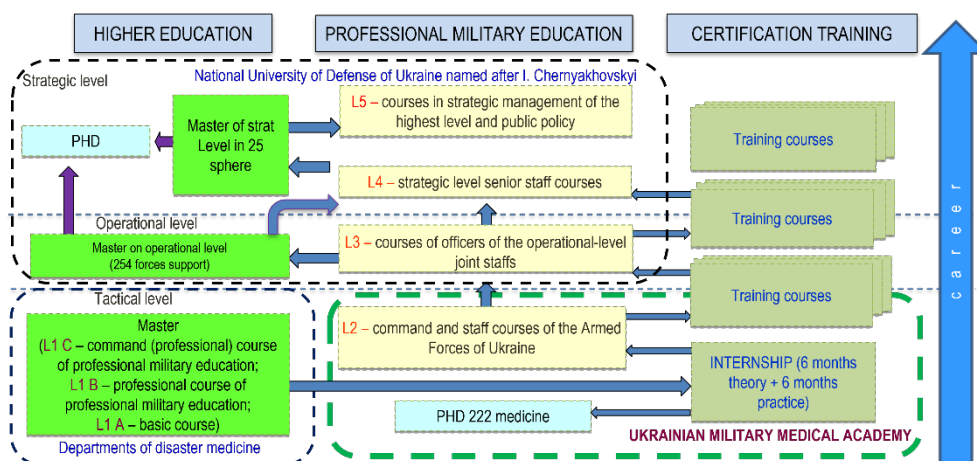 HIGHER EDUCATION
PROFESSIONAL MILITARY EDUCATION
CERTIFICATION TRAINING
National University of Defense of Ukraine named after I. Chernyakhovskyi
Strategic level
PHD
Master of strat
Level in 25
sphere
L5 – courses in strategic management of the
highest level and public policy
Training courses
L4 – strategic level senior staff courses
Training courses
Operational level
Master on operational level
(254 forces support)
L3 – courses of officers of the operational-level
joint staffs
Training courses
Tactical level
Master
(L1 C – command (professional) course
of professional military education;
L1 B – professional course of
professional military education;
L1 A – basic course)
Departments of disaster medicine
L2 – command and staff courses of the Armed
Forces of Ukraine
INTERNSHIP (6 months
theory + 6 months
practice)
PHD 222 medicine
UKRAINIAN MILITARY MEDICAL ACADEMY
career